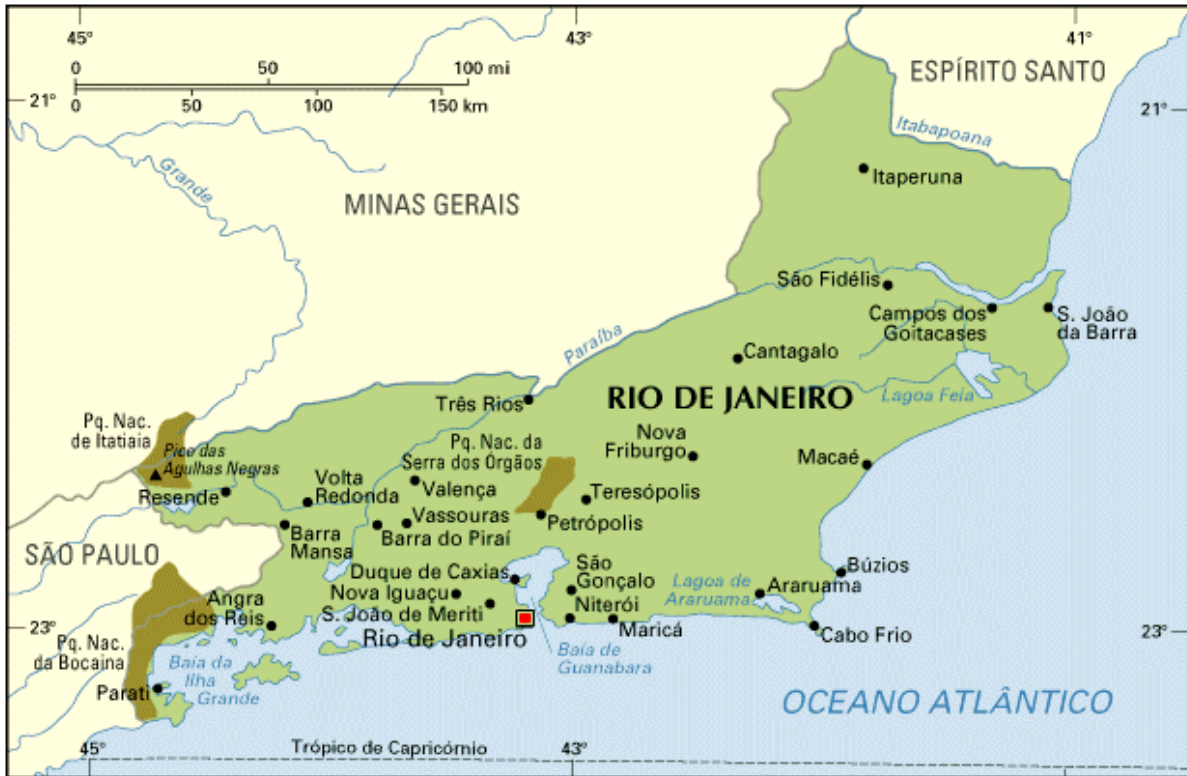 45°
43°
41°
0 50 100 mi
0 50 100 150 km
21°
21°
ESPÍRITO SANTO
Itabapoana
Grande
Itaperuna
MINAS GERAIS
São Fidélis
Campos dos
Goitacases
S. João
da Barra
Paraíba
Cantagalo
Lagoa Feia
Três Rios
RIO DE JANEIRO
Pq. Nac.
de Itatiaia
Pico das
Agulhas Negras
Pq. Nac. da
Serra dos Órgãos
Nova
Friburgo
Macaé
Resende
Volta
Redonda
Valença
Teresópolis
Vassouras
Petrópolis
Barra
Mansa
Barra do Piraí
SÃO PAULO
Duque de Caxias
São
Gonçalo
Lagoa de
Araruama
Araruama
Búzios
Nova Iguaçu
Angra
dos Reis
S. João de Meriti
Niterói
Rio de Janeiro
Maricá
Cabo Frio
23°
23°
Pq. Nac.
da Bocaina
Baía da
Ilha
Grande
Baía de
Guanabara
Parati
OCEANO ATLÂNTICO
Trópico de Capricórnio
45°
43°